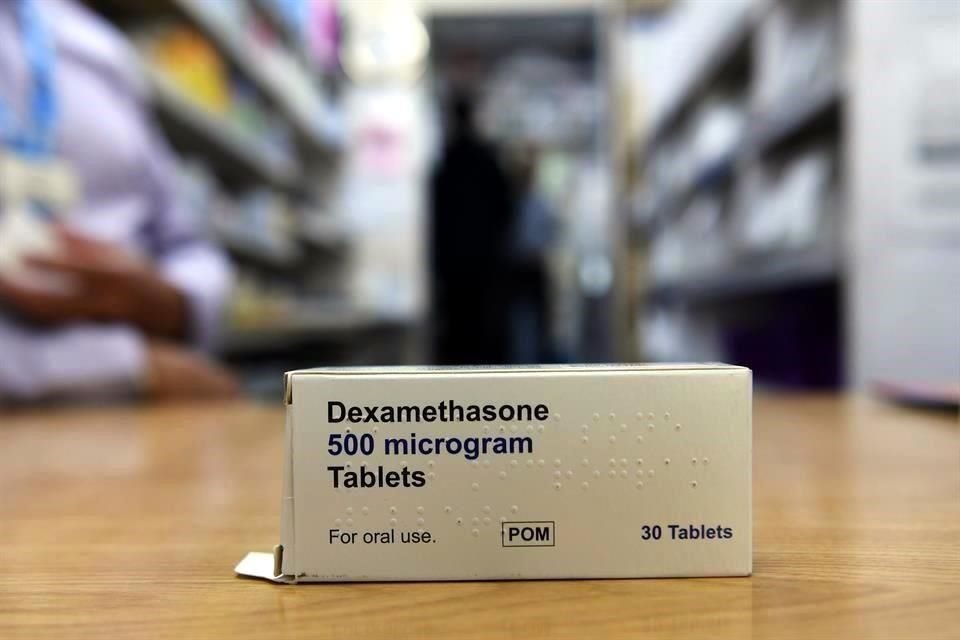 Dexamethasone
500 microgram
Tablets
For oral use.
POM
30 Tablets